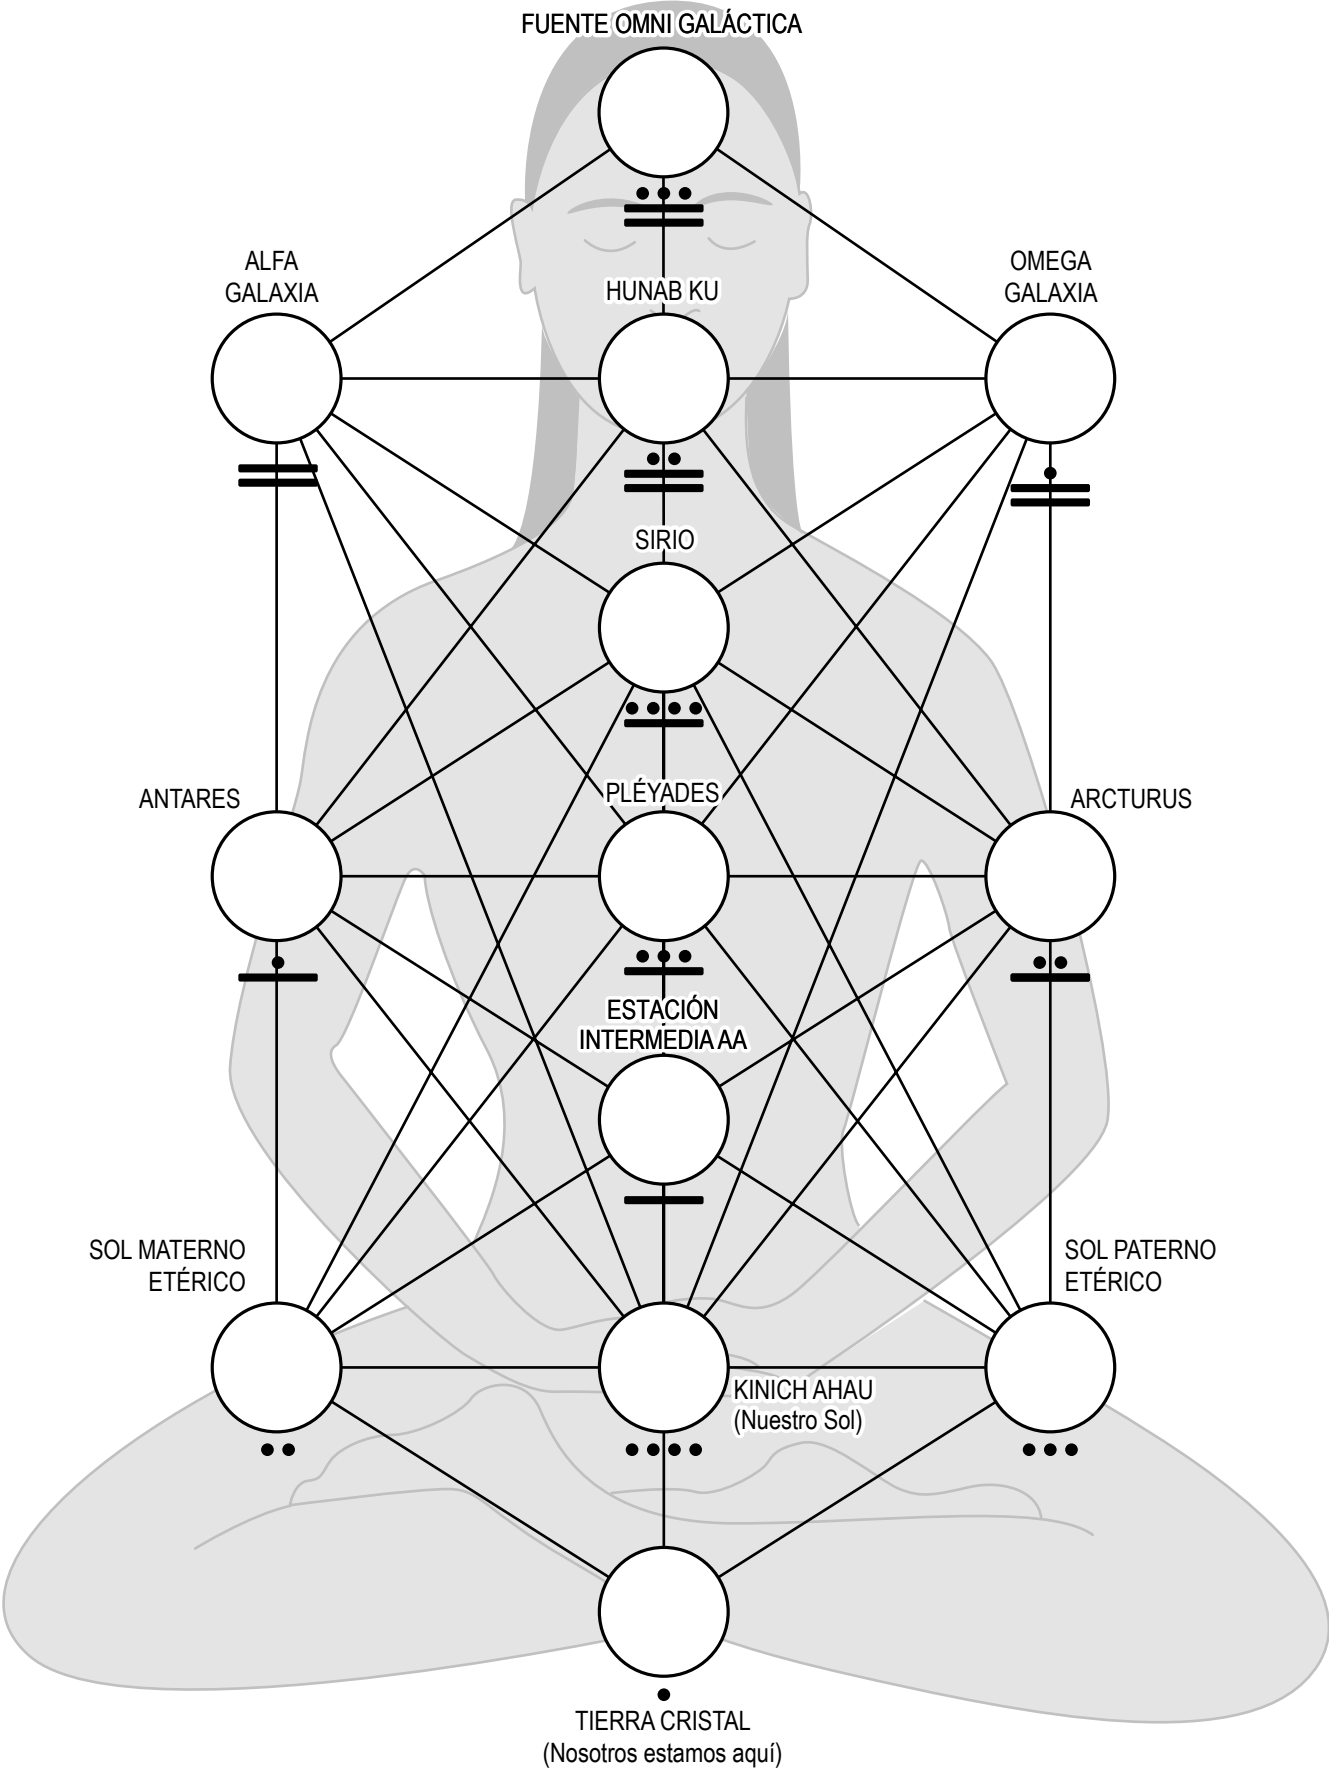 FUENTE OMNI GALÁCTICA
ALFA
GALAXIA
HUNAB KU
OMEGA
GALAXIA
SIRIO
ANTARES
PLÉYADES
ARCTURUS
ESTACIÓN
INTERMEDIA AA
SOL MATERNO
ETÉRICO
SOL PATERNO
ETÉRICO
KINICH AHAU
(Nuestro Sol)
TIERRA CRISTAL
(Nosotros estamos aquí)